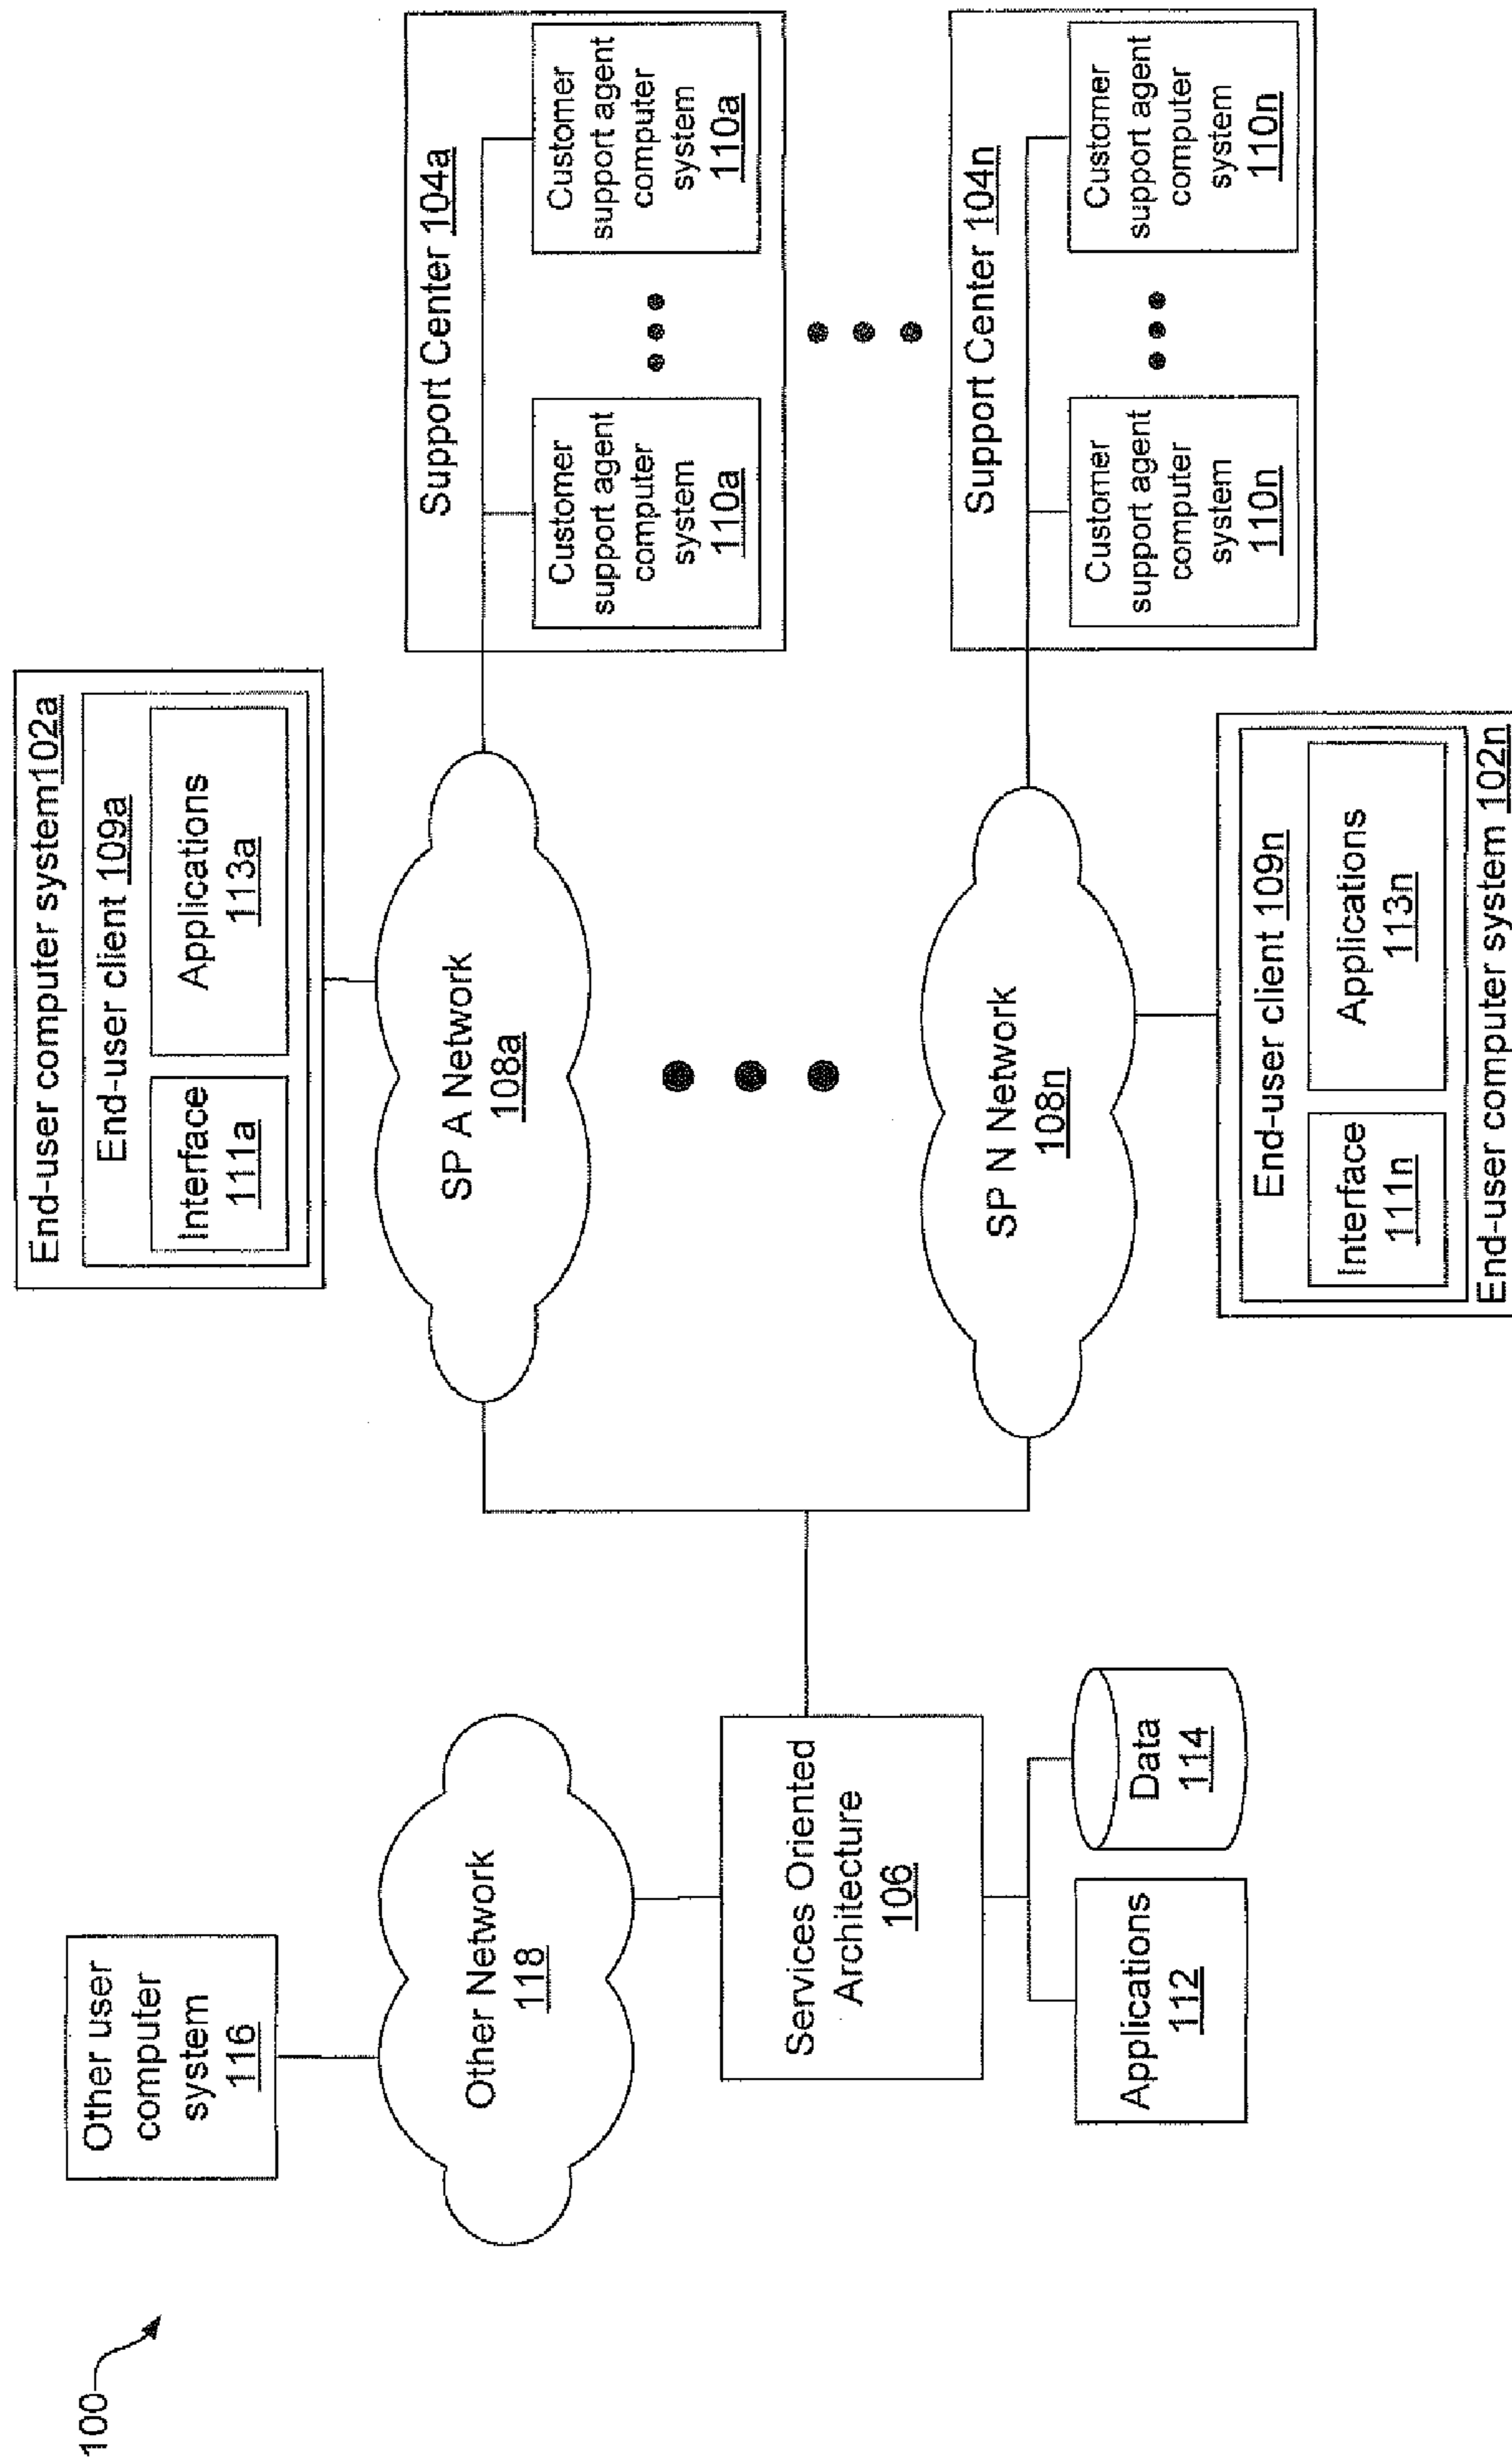 100
Other user
computer
system
116
Other Network
118
Services Oriented
Architecture
106
Applications
112
Data
114
End-user computer system102a
End-user client 109a
Interface
111a
Applications
113a
SP A Network
108a
SP N Network
108n
End-user client 109n
Interface
111n
Applications
113n
End-user computer system 102n
Support Center 104a
Customer
support agent
computer
system
110a
Customer
support agent
computer
system
110a
Support Center 104n
Customer
support agent
computer
system
110n
Customer
support agent
computer
system
110n